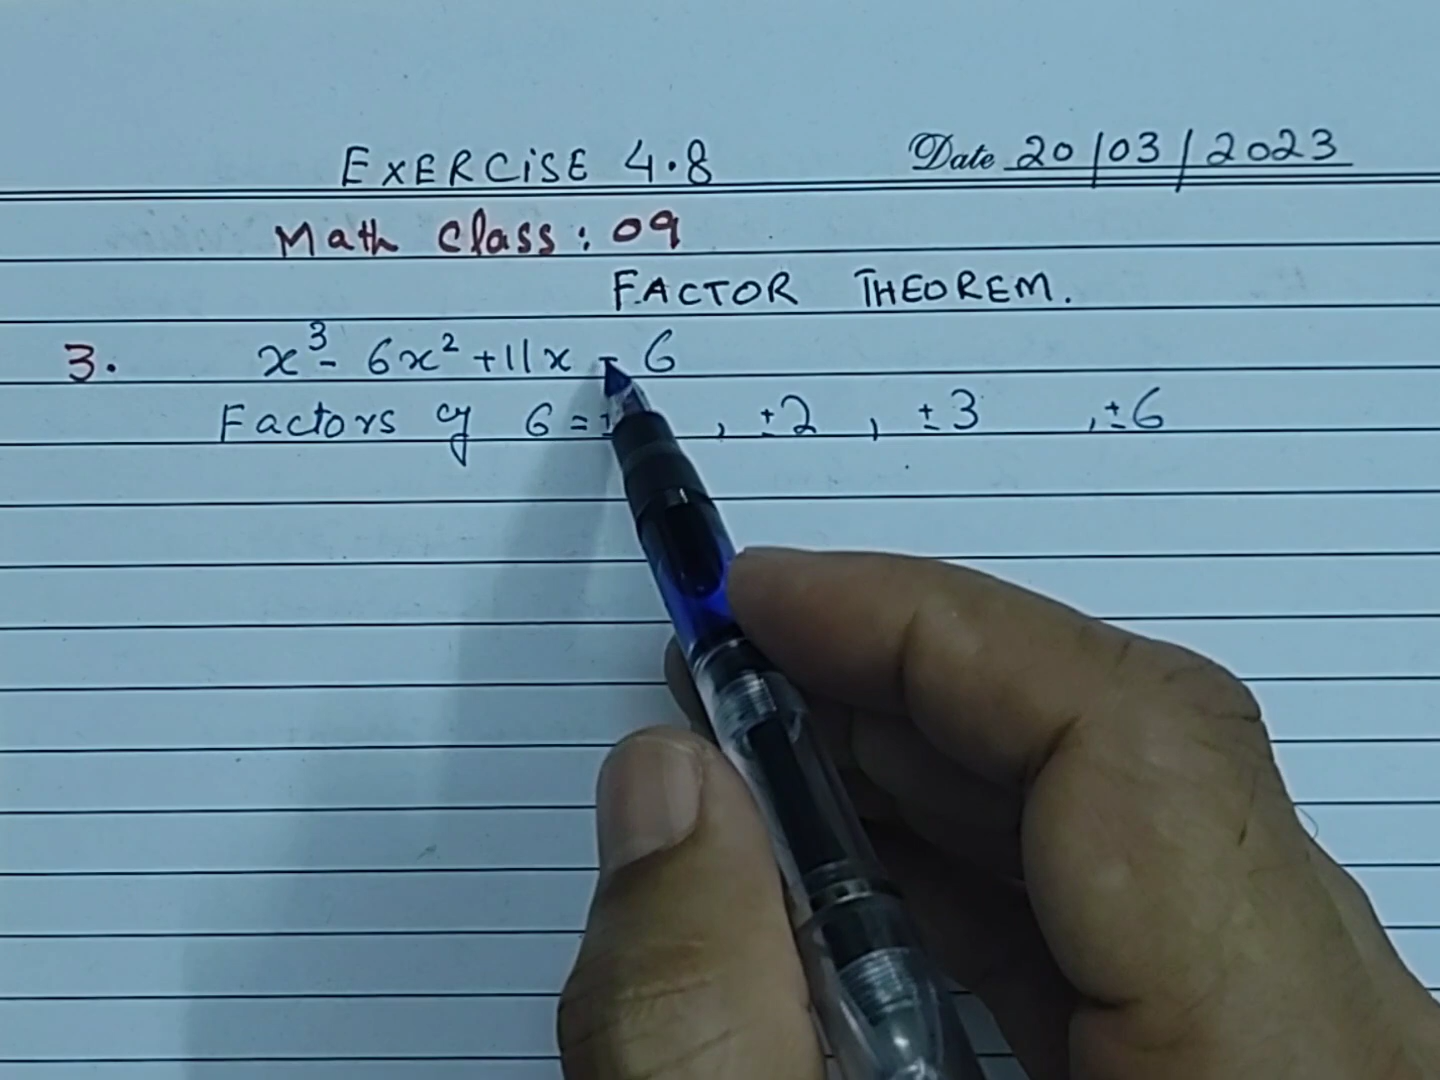 EXERCISE 4.8
Date 20/03/2023
Math Class: 09
FACTOR THEOREM.
3. x³ - 6x² + 11x - 6
Factors of 6 = ± , ±2 , ±3 , ±6